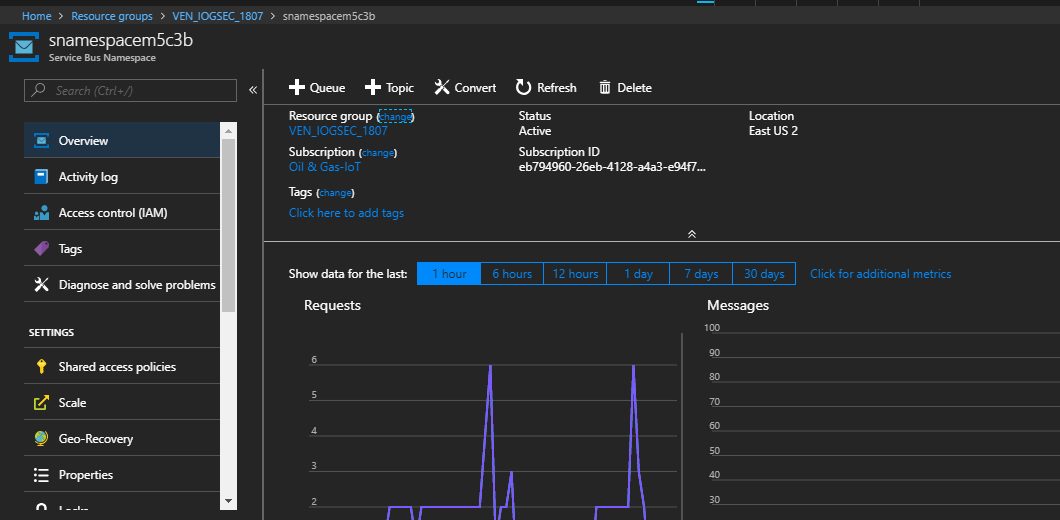 Home > Resource groups > VEN_IOGSEC_1807 > snamespacem5c3b
snamespacem5c3b
Service Bus Namespace
Search (Ctrl+/)
«
Overview
Activity log
Access control (IAM)
Tags
Diagnose and solve problems
SETTINGS
Shared access policies
Scale
Geo-Recovery
Properties
Locks
Queue Topic Convert Refresh Delete
Resource group (change)
VEN_IOGSEC_1807
Status
Active
Location
East US 2
Subscription (change)
Oil & Gas-IoT
Subscription ID
eb794960-26eb-4128-a4a3-e94f7...
Tags (change)
Click here to add tags
Show data for the last: 1 hour 6 hours 12 hours 1 day 7 days 30 days Click for additional metrics
Requests
6
5
4
3
2
Messages
100
90
80
70
60
50
40
30